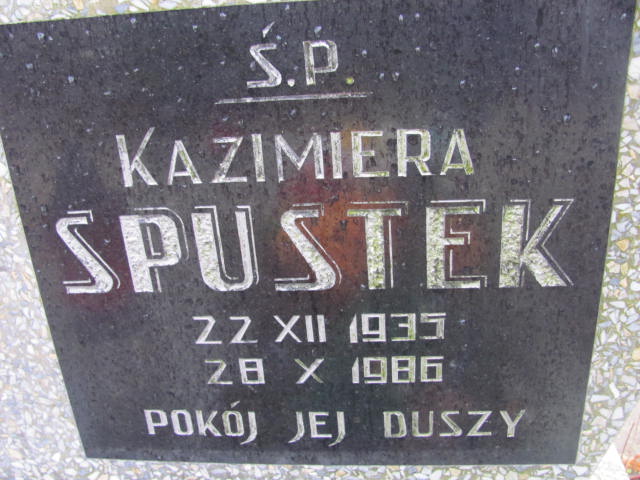 Ś.P.
KAZIMIERA
SPUSTEK
22 XII 1935
28 X 1986
POKÓJ JEJ DUSZY